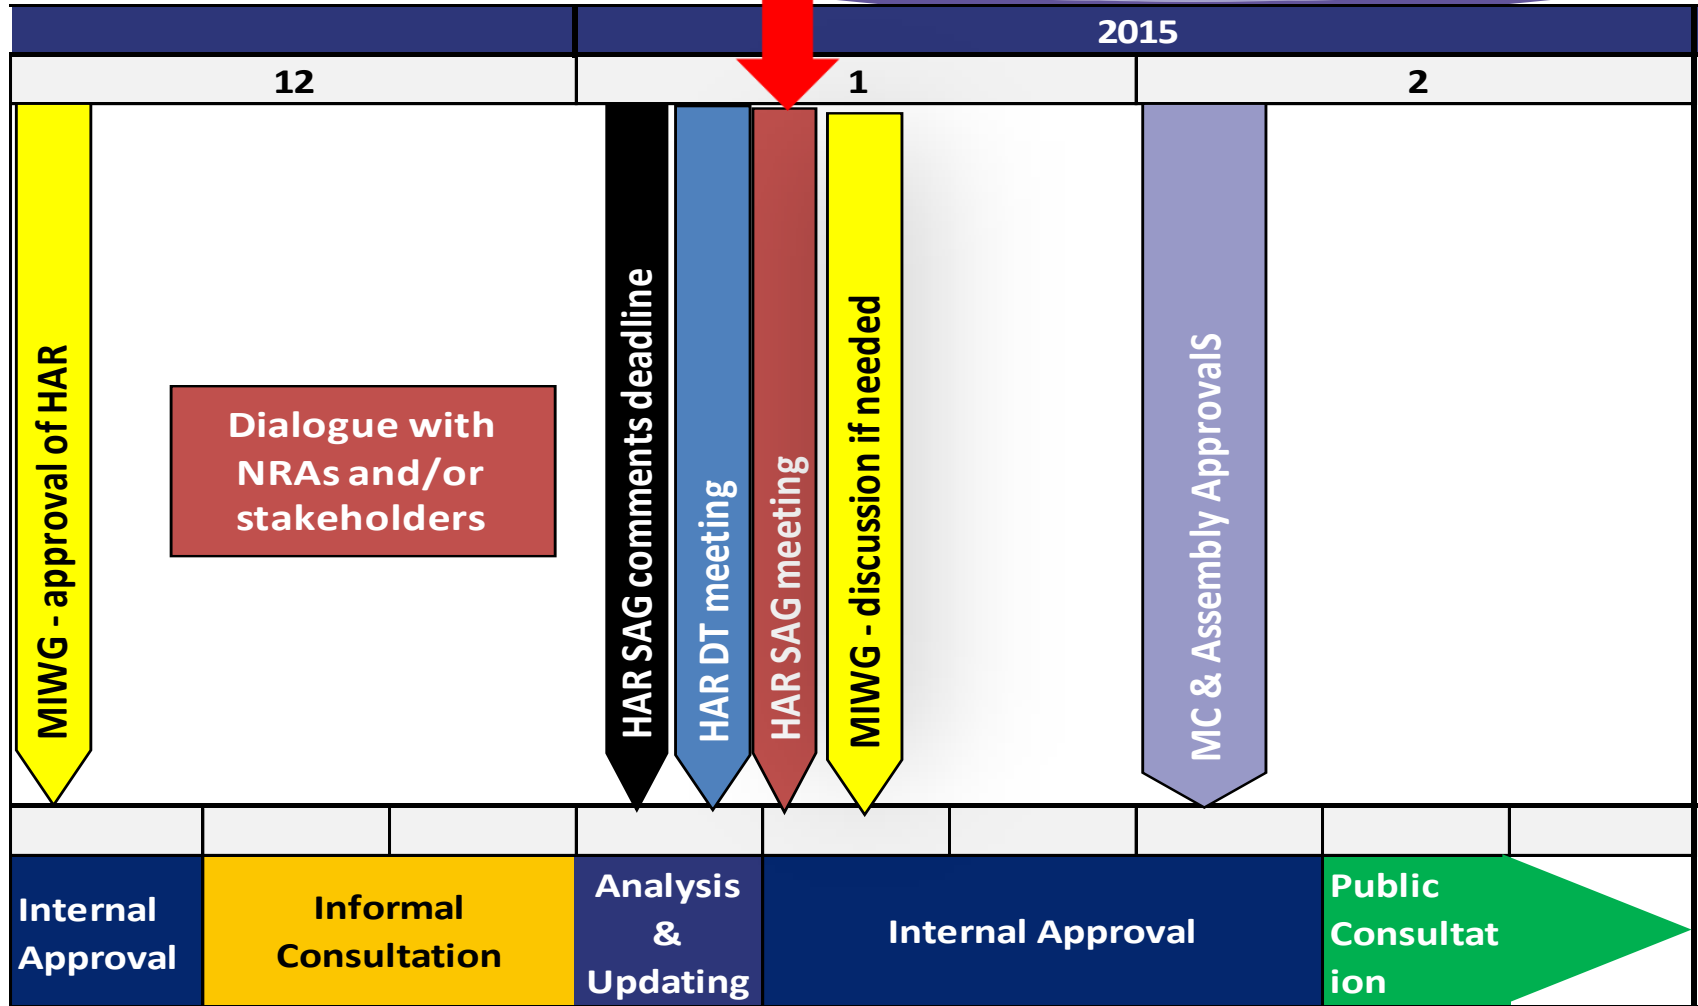 2015
12
1
2
MIWG - approval of HAR
Dialogue with
NRAs and/or
stakeholders
HAR SAG comments deadline
HAR DT meeting
HAR SAG meeting
MIWG - discussion if needed
MC & Assembly ApprovalS
Internal
Approval
Informal
Consultation
Analysis
&
Updating
Internal Approval
Public
Consultat
ion